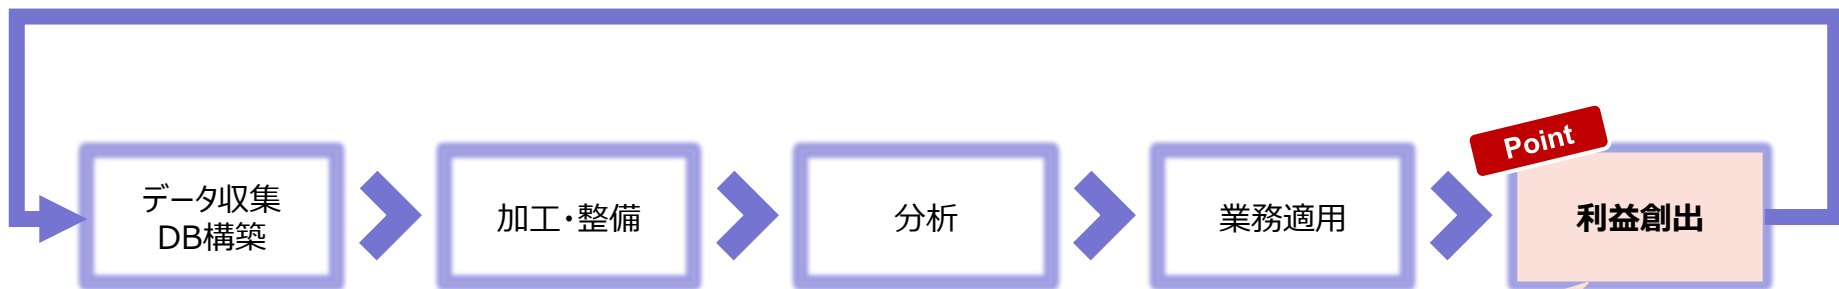 Point
データ収集
DB構築
加工・整備
分析
業務適用
利益創出